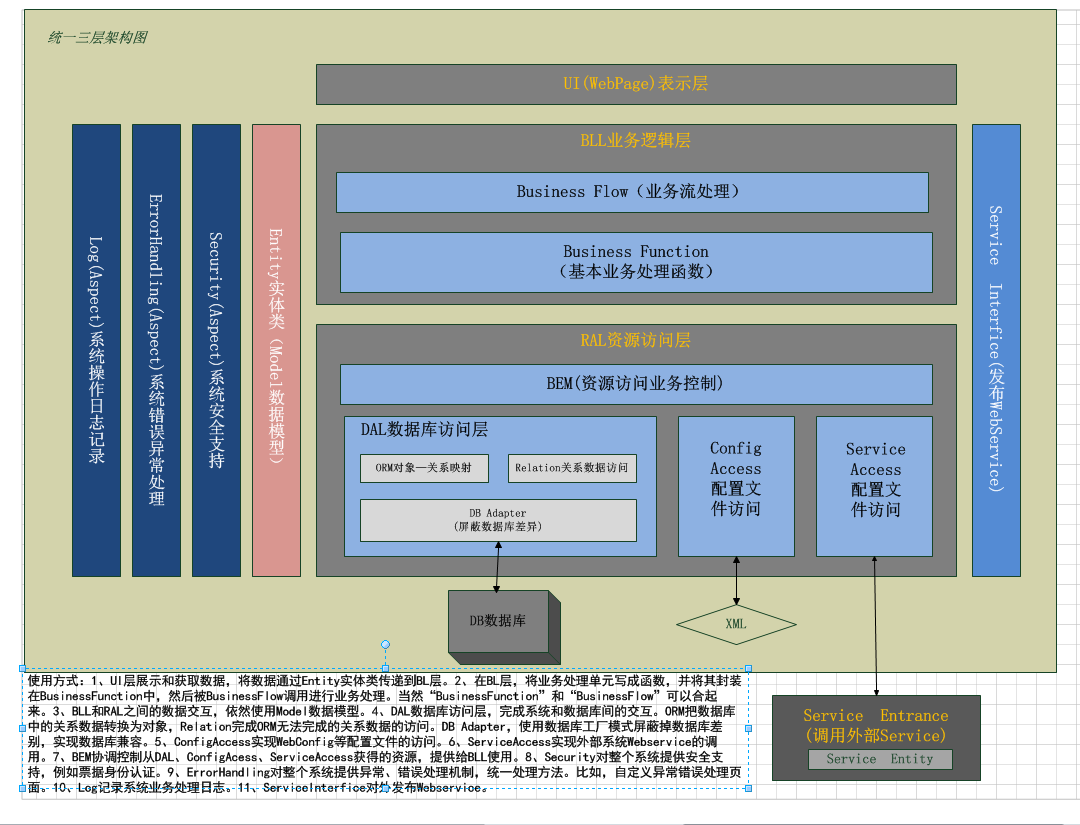 统一三层架构图
UI(WebPage)表示层
Log(Aspect)系统操作日志记录
ErrorHandling(Aspect)系统错误异常处理
Security(Aspect)系统安全支持
Entity实体类（Model数据模型）
BLL业务逻辑层
Business Flow（业务流处理）
Business Function
（基本业务处理函数）
RAL资源访问层
BEM(资源访问业务控制)
DAL数据库访问层
ORM对象—关系映射
Relation关系数据访问
DB Adapter
(屏蔽数据库差异)
Config
Access
配置文
件访问
Service
Access
配置文
件访问
Service Interfice(发布WebService)
DB数据库
XML
使用方式：1、UI层展示和获取数据，将数据通过Entity实体类传递到BL层。2、在BL层，将业务处理单元写成函数，并将其封装
在BusinessFunction中，然后被BusinessFlow调用进行业务处理。当然“BusinessFunction”和“BusinessFlow”可以合起
来。3、BLL和RAL之间的数据交互，依然使用Model数据模型。4、DAL数据库访问层，完成系统和数据库间的交互。ORM把数据库
中的关系数据转换为对象，Relation完成ORM无法完成的关系数据的访问。DB Adapter，使用数据库工厂模式屏蔽掉数据库差
别，实现数据库兼容。5、ConfigAccess实现WebConfig等配置文件的访问。6、ServiceAccess实现外部系统Webservice的调
用。7、BEM协调控制从DAL、ConfigAcess、ServiceAccess获得的资源，提供给BLL使用。8、Security对整个系统提供安全支
持，例如票据身份认证。9、ErrorHandling对整个系统提供异常、错误处理机制，统一处理方法。比如，自定义异常错误处理页
面。10、Log记录系统业务处理日志。11、ServiceInterfice对外发布Webservice。
Service Entrance
(调用外部Service)
Service Entity